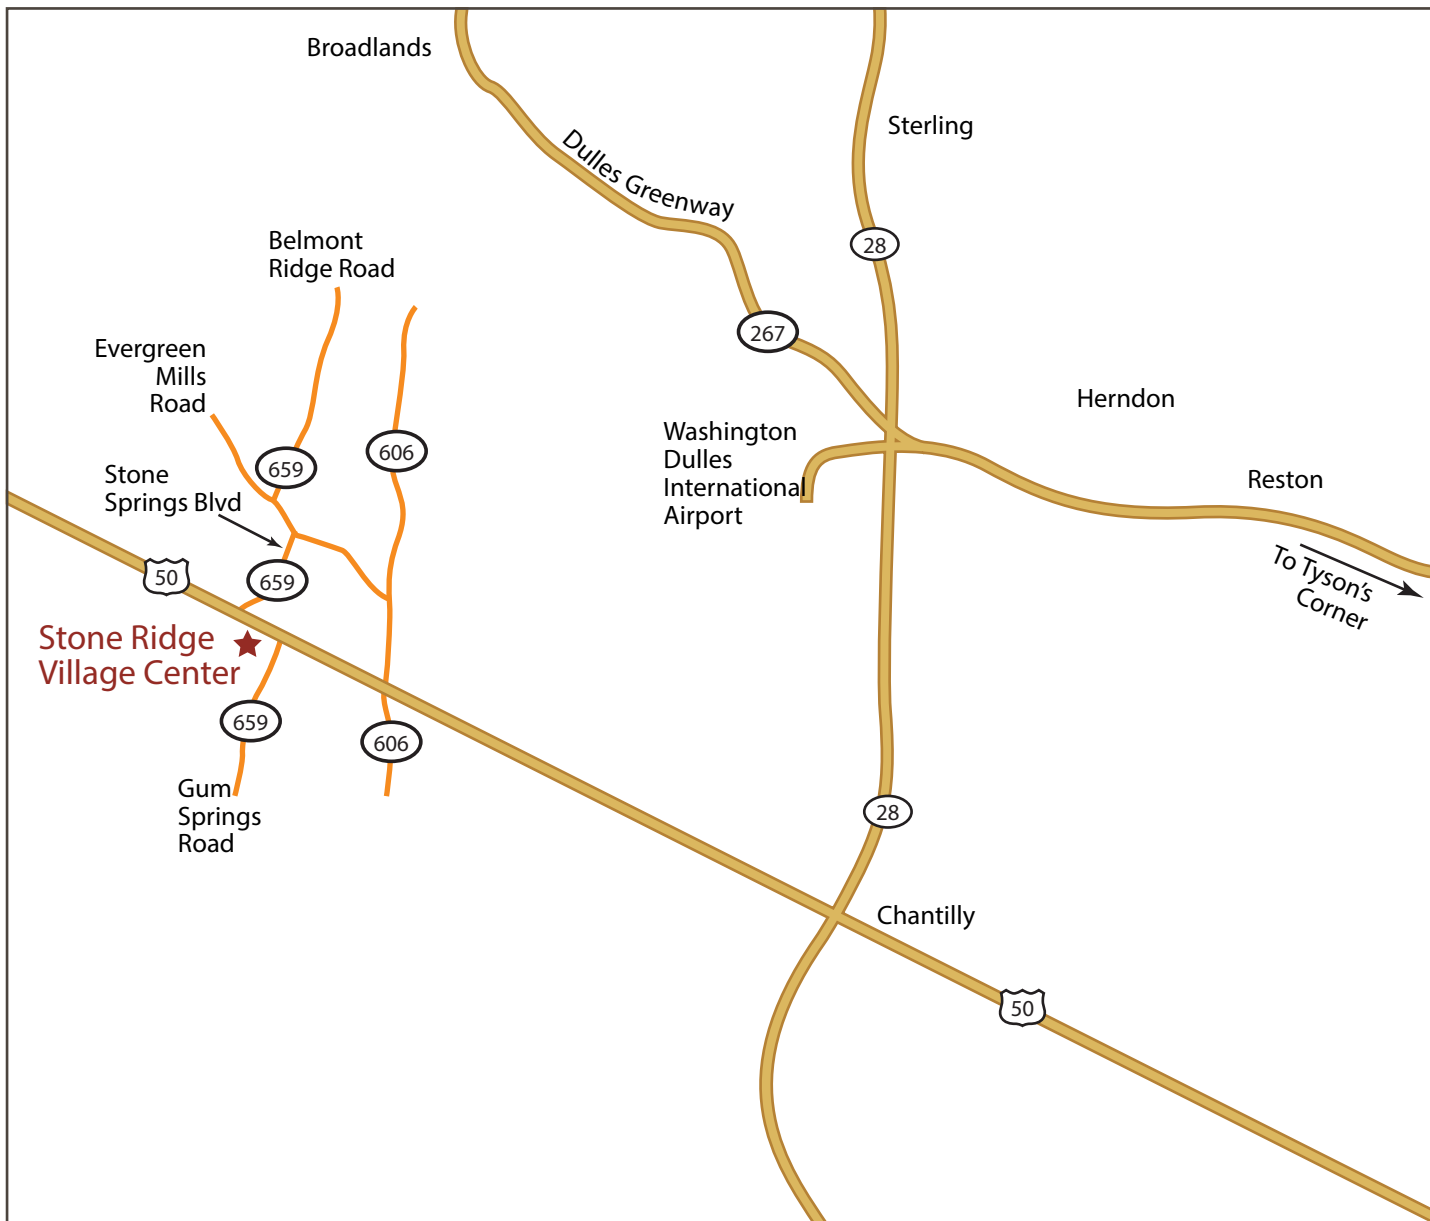 Broadlands
Sterling
Dulles Greenway
28
Belmont
Ridge Road
267
Evergreen
Mills
Road
Herndon
Washington
Dulles
International
Airport
606
659
Stone
Springs Blvd
Reston
To Tyson's
Corner
50
659
Stone Ridge
Village Center
659
606
Gum
Springs
Road
28
Chantilly
50